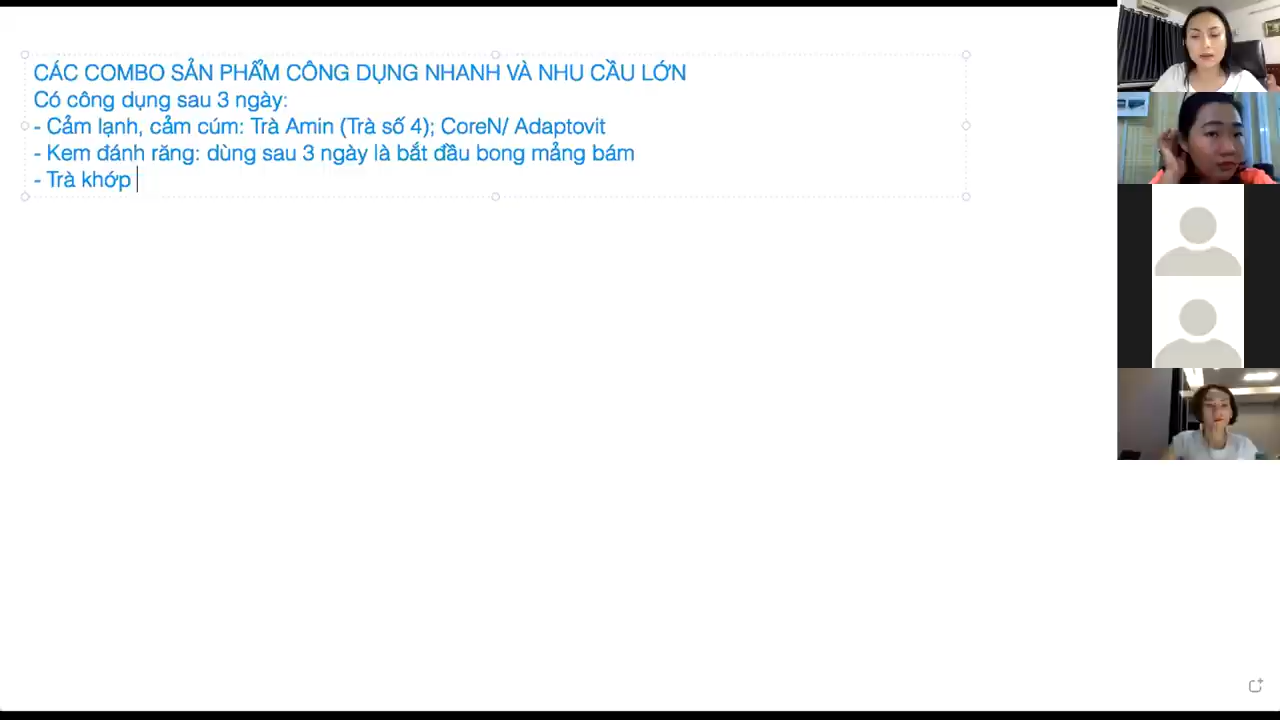 CÁC COMBO SẢN PHẨM CÔNG DỤNG NHANH VÀ NHU CẦU LỚN
Có công dụng sau 3 ngày:
- Cảm lạnh, cảm cúm: Trà Amin (Trà số 4); CoreN/ Adaptovit
- Kem đánh răng: dùng sau 3 ngày là bắt đầu bong mảng bám
- Trà khớp